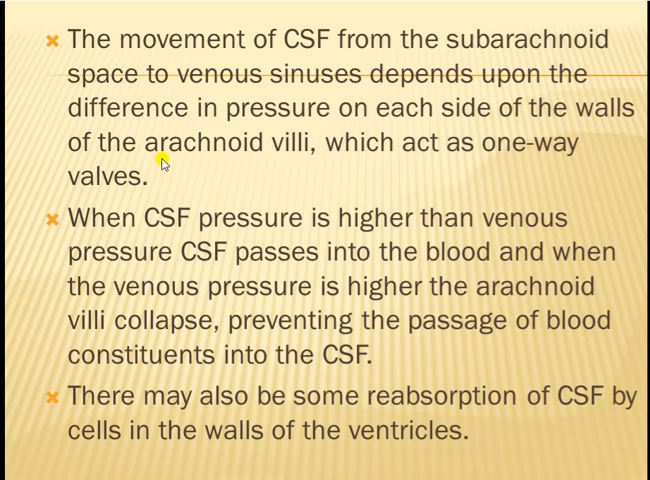 The movement of CSF from the subarachnoid
space to venous sinuses depends upon the
difference in pressure on each side of the walls
of the arachnoid villi, which act as one-way
valves.
When CSF pressure is higher than venous
pressure CSF passes into the blood and when
the venous pressure is higher the arachnoid
villi collapse, preventing the passage of blood
constituents into the CSF.
There may also be some reabsorption of CSF by
cells in the walls of the ventricles.